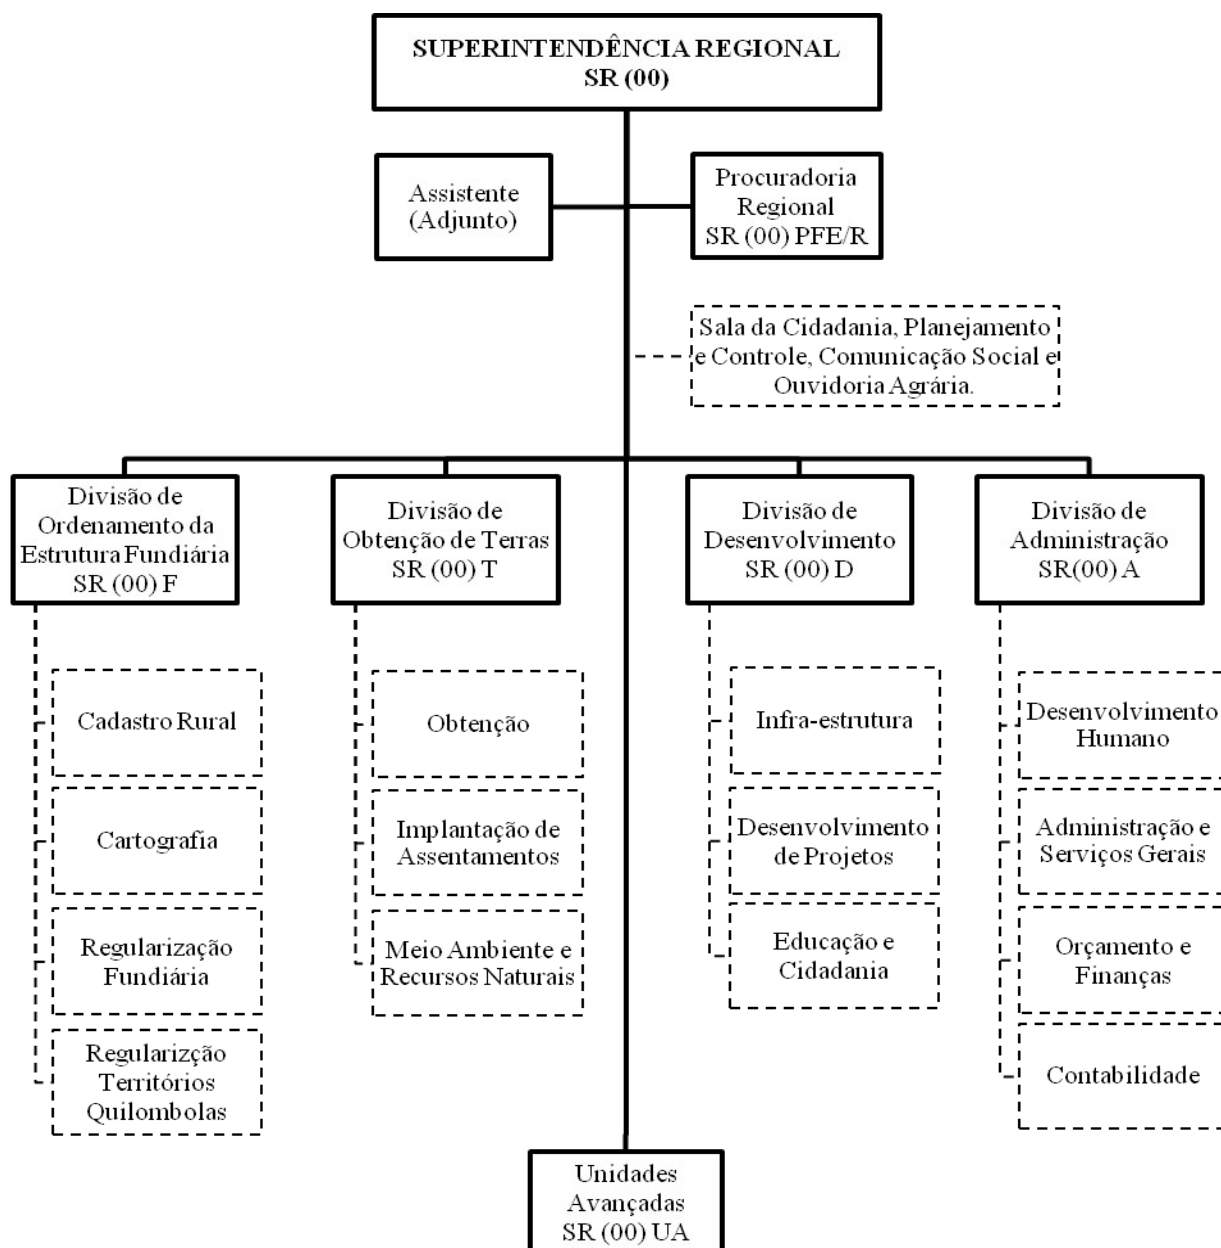 SUPERINTENDÊNCIA REGIONAL
SR (00)
Assistente
(Adjunto)
Procuradoria
Regional
SR (00) PFE/R
Sala da Cidadania, Planejamento
e Controle, Comunicação Social e
Ouvidoria Agrária.
Divisão de
Ordenamento da
Estrutura Fundiária
SR (00) F
Divisão de
Obtenção de Terras
SR (00) T
Divisão de
Desenvolvimento
SR (00) D
Divisão de
Administração
SR(00) A
Cadastro Rural
Cartografia
Regularização
Fundiária
Regularizção
Territórios
Quilombolas
Obtenção
Implantação de
Assentamentos
Meio Ambiente e
Recursos Naturais
Infra-estrutura
Desenvolvimento
de Projetos
Educação e
Cidadania
Desenvolvimento
Humano
Administração e
Serviços Gerais
Orçamento e
Finanças
Contabilidade
Unidades
Avançadas
SR (00) UA